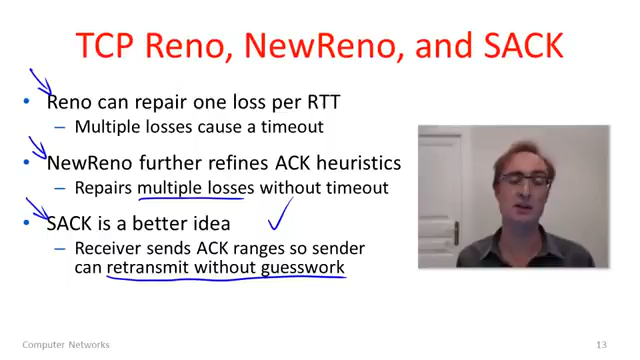 TCP Reno, NewReno, and SACK
• Reno can repair one loss per RTT
– Multiple losses cause a timeout
• NewReno further refines ACK heuristics
– Repairs multiple losses without timeout
• SACK is a better idea
– Receiver sends ACK ranges so sender
can retransmit without guesswork
Computer Networks
13